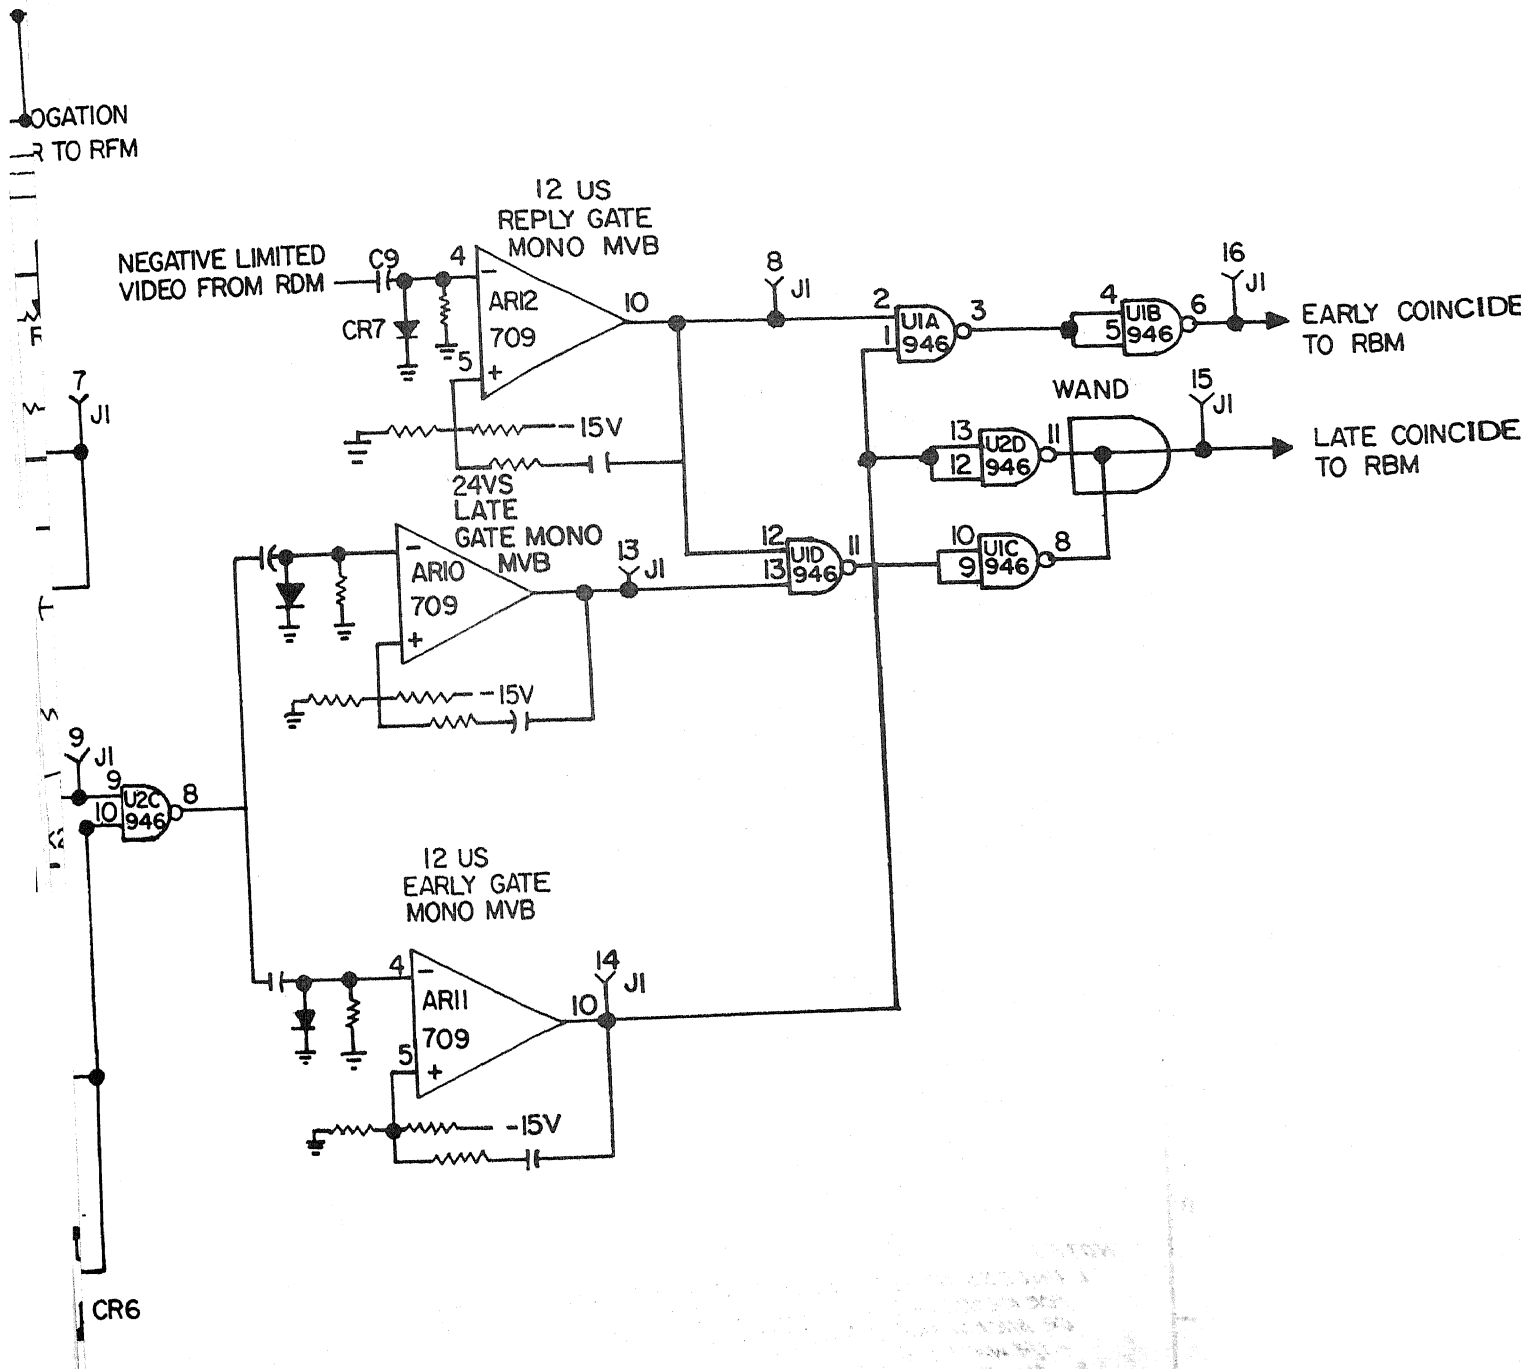 OGATION
R TO RFM
12 US
REPLY GATE
MONO MVB
NEGATIVE LIMITED
VIDEO FROM RDM
C9
4
−
AR12
709
10
CR7
5
+
-15V
8
J1
2
1
U1A
946
3
4
5
U1B
946
6
16
J1
EARLY COINCIDE
TO RBM
WAND
13
12
U2D
946
11
15
J1
LATE COINCIDE
TO RBM
7
J1
F
24VS
LATE
GATE MONO
MVB
−
AR10
709
+
-15V
13
J1
12
13
U1D
946
11
10
9
U1C
946
8
9
J1
9
10
U2C
946
8
12 US
EARLY GATE
MONO MVB
4
−
AR11
709
10
5
+
-15V
14
J1
CR6